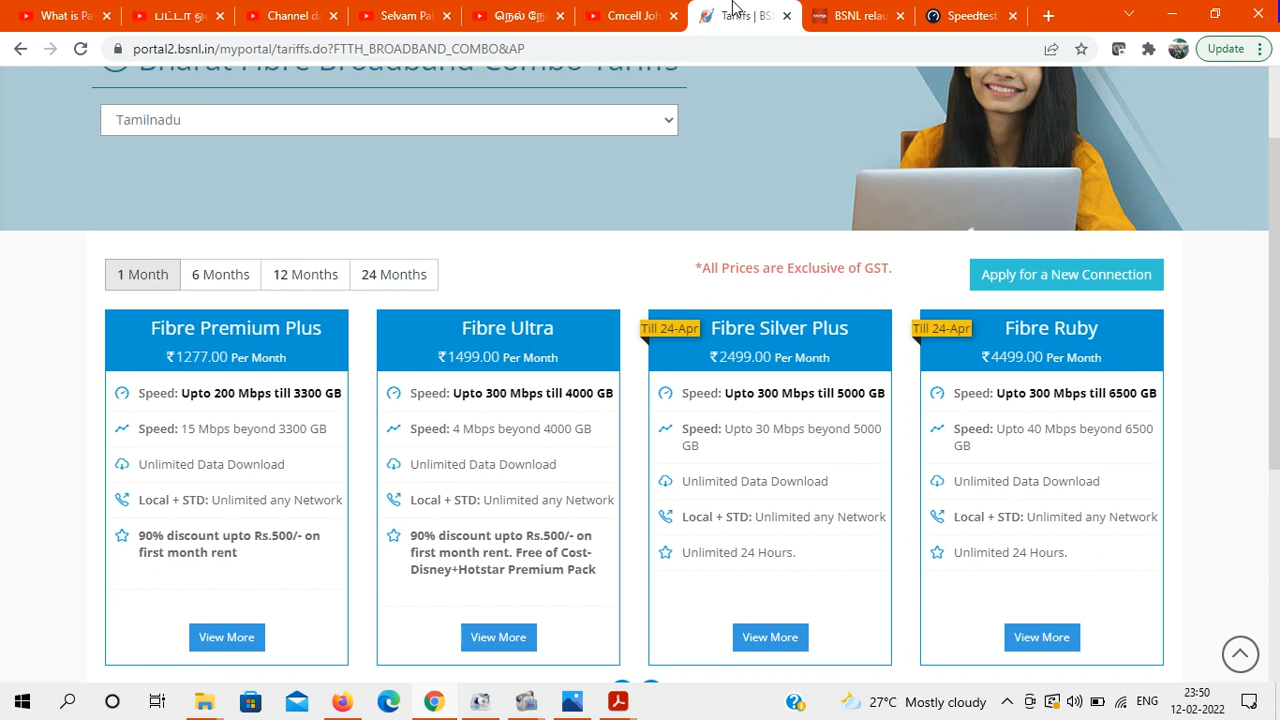 What is Pa
பட்டா ஓ
Channel da
Selvam Pal
நெல் நே
Cmcell Joh
Tariffs | BS
BSNL relau
Speedtest
portal2.bsnl.in/myportal/tariffs.do?FTTH_BROADBAND_COMBO&AP
Update
Bharat Fibre Broadband Combo Tariffs
Tamilnadu
1 Month
6 Months
12 Months
24 Months
*All Prices are Exclusive of GST.
Apply for a New Connection
Fibre Premium Plus
₹1277.00 Per Month
Speed: Upto 200 Mbps till 3300 GB
Speed: 15 Mbps beyond 3300 GB
Unlimited Data Download
Local + STD: Unlimited any Network
90% discount upto Rs.500/- on
first month rent
View More
Fibre Ultra
₹1499.00 Per Month
Speed: Upto 300 Mbps till 4000 GB
Speed: 4 Mbps beyond 4000 GB
Unlimited Data Download
Local + STD: Unlimited any Network
90% discount upto Rs.500/- on
first month rent. Free of Cost-
Disney+Hotstar Premium Pack
View More
Till 24-Apr
Fibre Silver Plus
₹2499.00 Per Month
Speed: Upto 300 Mbps till 5000 GB
Speed: Upto 30 Mbps beyond 5000
GB
Unlimited Data Download
Local + STD: Unlimited any Network
Unlimited 24 Hours.
View More
Till 24-Apr
Fibre Ruby
₹4499.00 Per Month
Speed: Upto 300 Mbps till 6500 GB
Speed: Upto 40 Mbps beyond 6500
GB
Unlimited Data Download
Local + STD: Unlimited any Network
Unlimited 24 Hours.
View More
27°C Mostly cloudy
ENG
23:50
12-02-2022